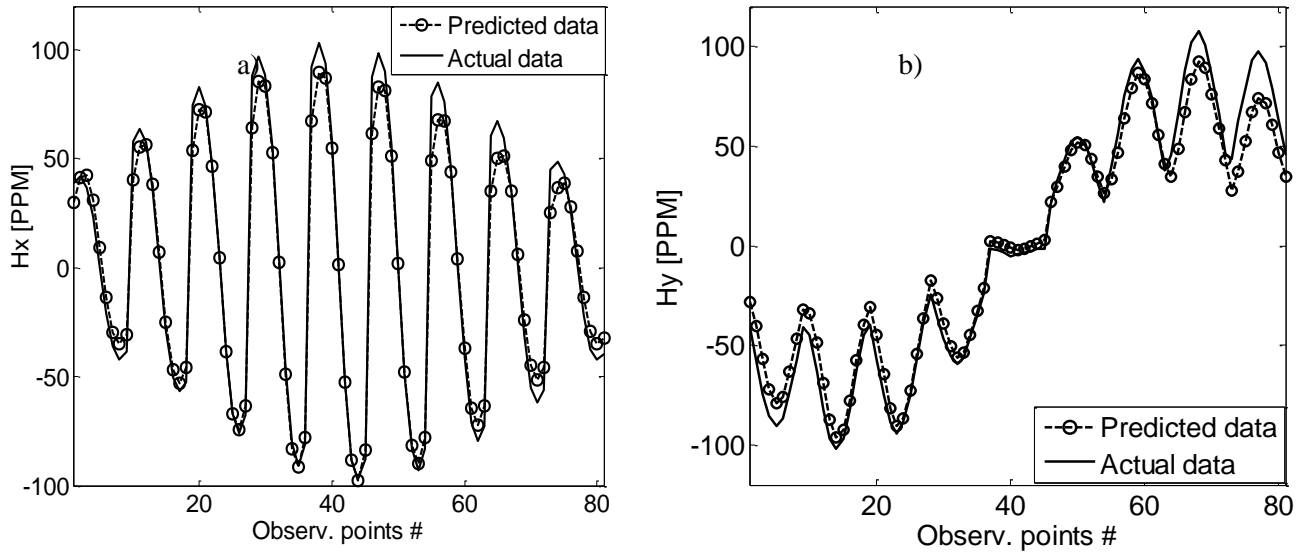 a)
Predicted data
Actual data
100
50
0
-50
-100
20
40
60
80
Hx [PPM]
Observ. points #
b)
100
50
0
-50
-100
20
40
60
80
Hy [PPM]
Observ. points #
Predicted data
Actual data